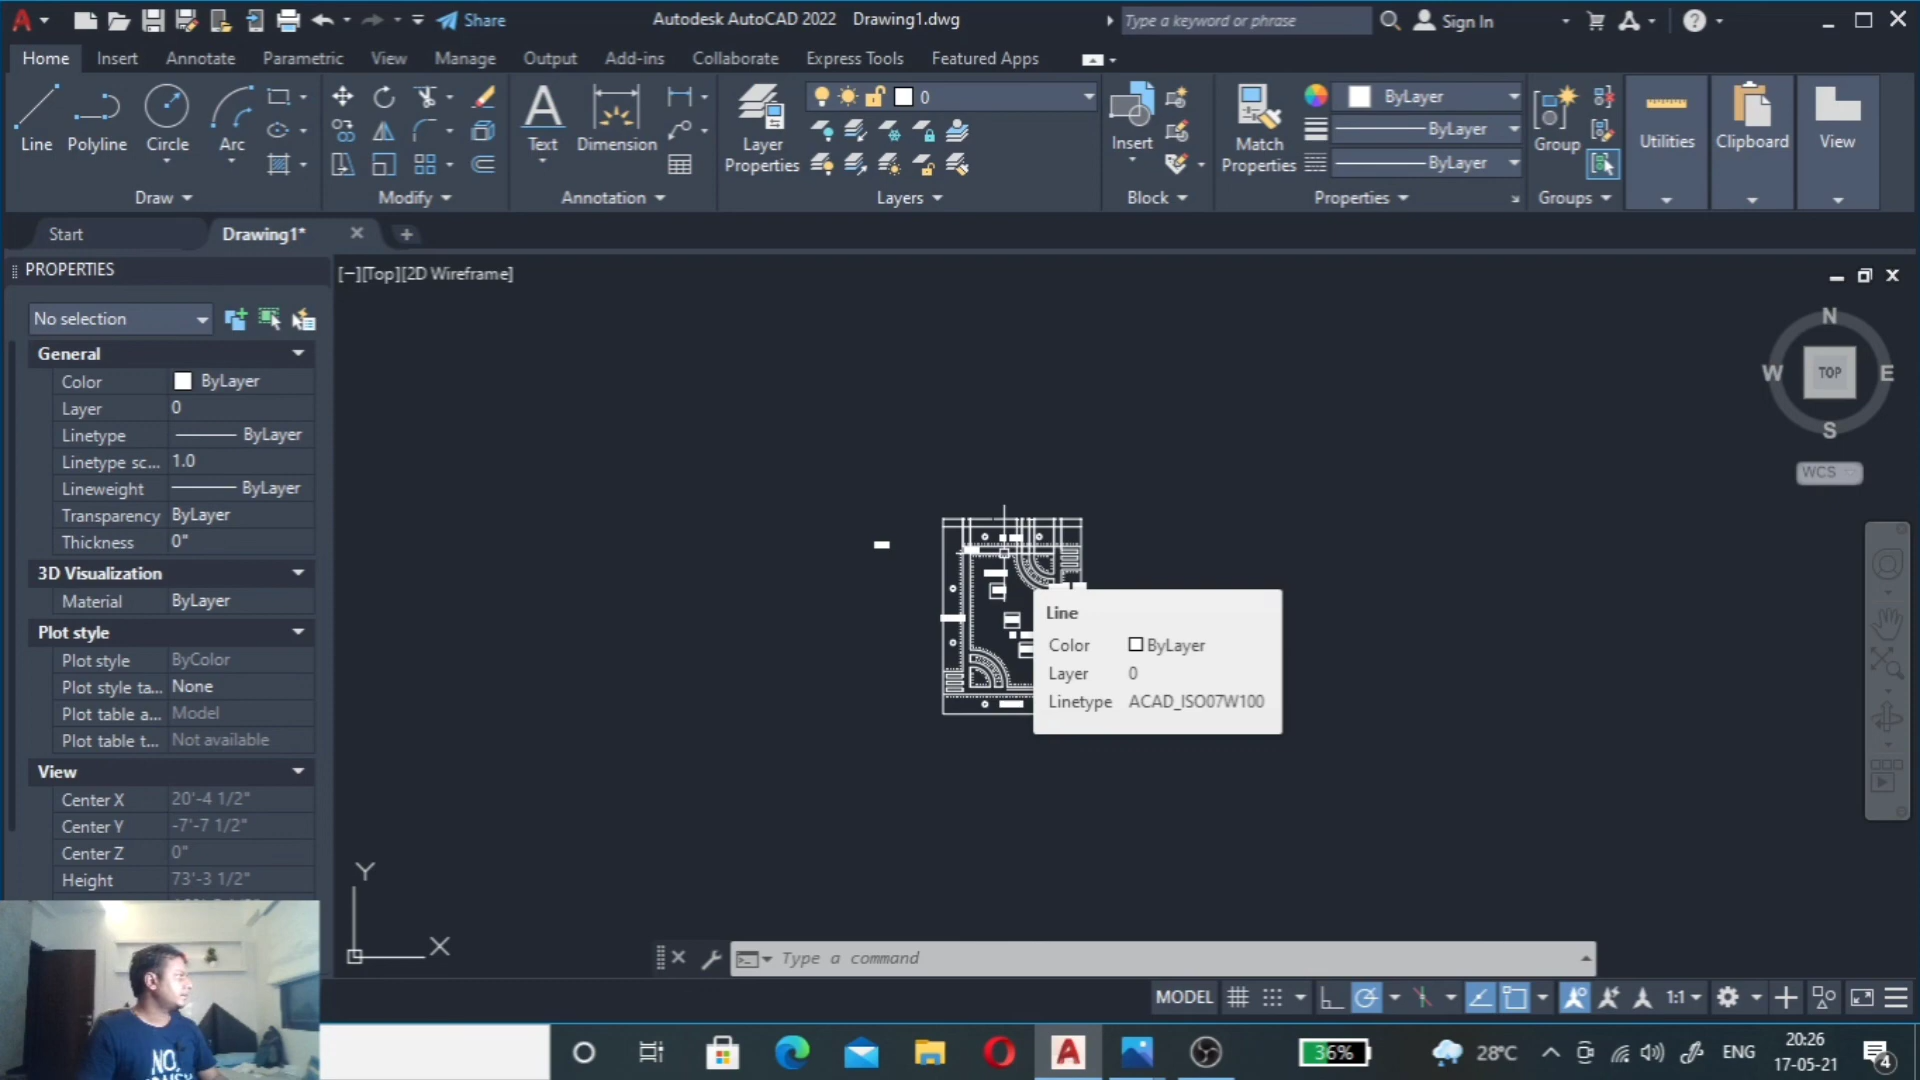 Share
Autodesk AutoCAD 2022 Drawing1.dwg
Type a keyword or phrase
Sign In
Home Insert Annotate Parametric View Manage Output Add-ins Collaborate Express Tools Featured Apps
0
ByLayer
ByLayer
ByLayer
Line Polyline Circle Arc
Text Dimension
Layer
Properties
Insert
Match
Properties
Group
Utilities
Clipboard
View
Draw Modify Annotation Layers Block Properties Groups
Start Drawing1*
PROPERTIES
[−][Top][2D Wireframe]
No selection
General
Color ByLayer
Layer 0
Linetype ByLayer
Linetype sc... 1.0
Lineweight ByLayer
Transparency ByLayer
Thickness 0"
3D Visualization
Material ByLayer
Plot style
Plot style ByColor
Plot style ta... None
Plot table a... Model
Plot table t... Not available
View
Center X 20'-4 1/2"
Center Y -7'-7 1/2"
Center Z 0"
Height 73'-3 1/2"
N
W TOP E
S
WCS
Line
Color ByLayer
Layer 0
Linetype ACAD_ISO07W100
Y
X
Type a command
MODEL 1:1
NO,
36% 28°C ENG 20:26
17-05-21
4